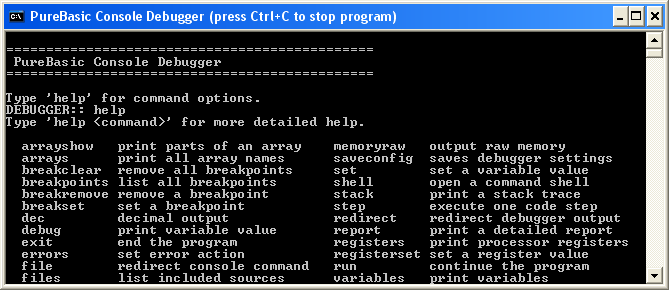 PureBasic Console Debugger (press Ctrl+C to stop program)
==============================================
PureBasic Console Debugger
==============================================
Type 'help' for command options.
DEBUGGER:: help
Type 'help <command>' for more detailed help.
arrayshow print parts of an array memoryraw output raw memory
arrays print all array names saveconfig saves debugger settings
breakclear remove all breakpoints set set a variable value
breakpoints list all breakpoints shell open a command shell
breakremove remove a breakpoint stack print a stack trace
breakset set a breakpoint step execute one code step
dec decimal output redirect redirect debugger output
debug print variable value report print a detailed report
exit end the program registers print processor registers
errors set error action registerset set a register value
file redirect console command run continue the program
files list included sources variables print variables